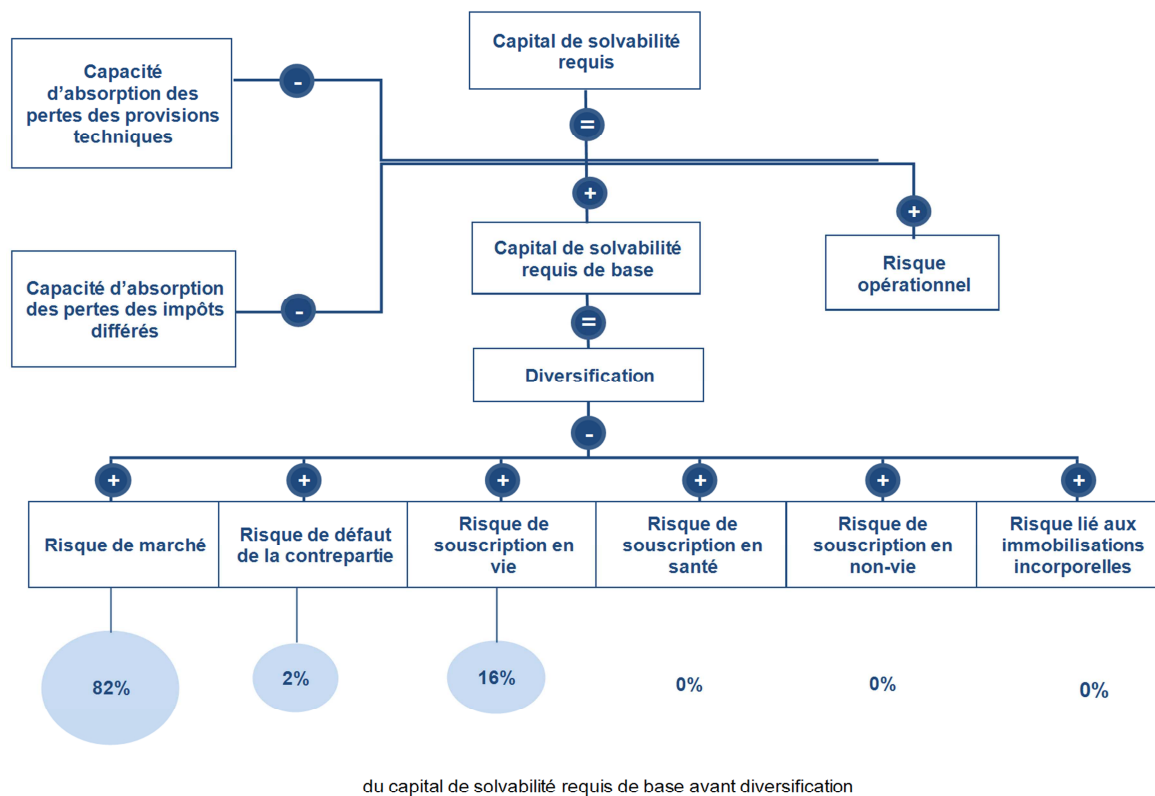 Capital de solvabilité
requis
Capacité
d’absorption des
pertes des provisions
techniques
-
=
+
+
Capital de solvabilité
requis de base
Risque
opérationnel
Capacité d’absorption
des pertes des impôts
différés
-
=
Diversification
-
+
+
+
+
+
+
Risque de marché
Risque de défaut
de la contrepartie
Risque de
souscription en
vie
Risque de
souscription en
santé
Risque de
souscription en
non-vie
Risque lié aux
immobilisations
incorporelles
82%
2%
16%
0%
0%
0%
du capital de solvabilité requis de base avant diversification